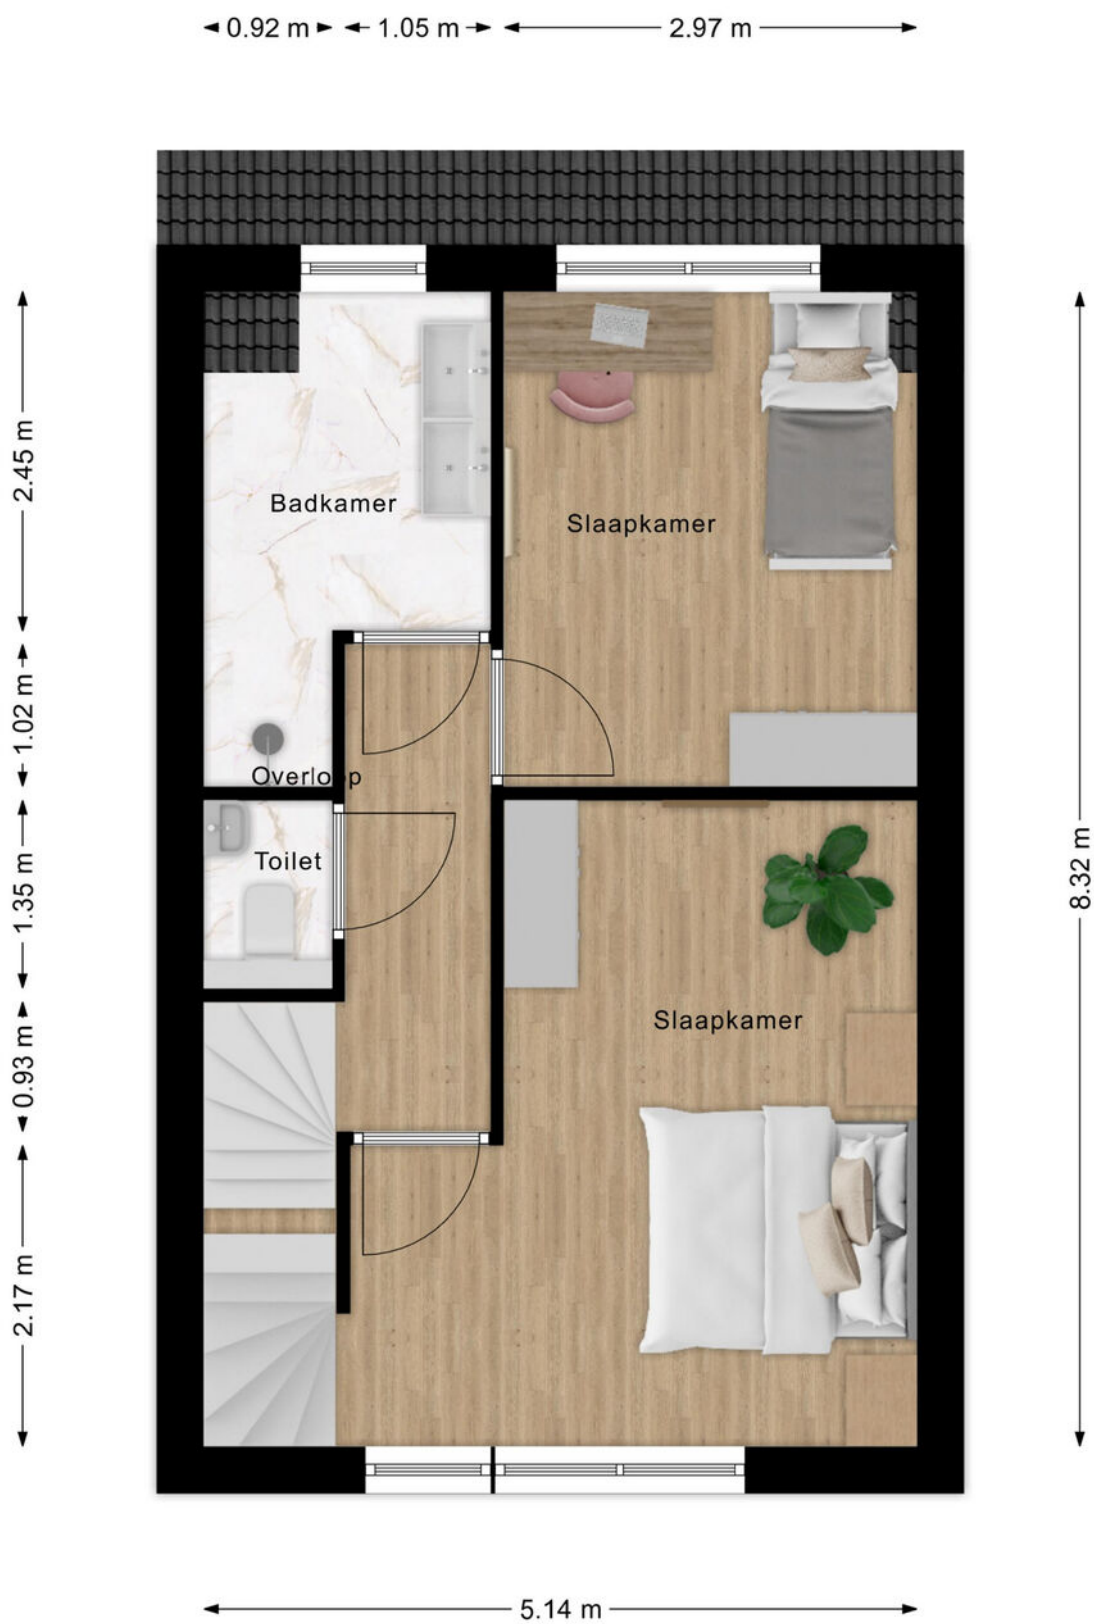 0.92 m
1.05 m
2.97 m
2.45 m
1.02 m
1.35 m
0.93 m
2.17 m
8.32 m
Badkamer
Slaapkamer
Overloop
Toilet
Slaapkamer
5.14 m